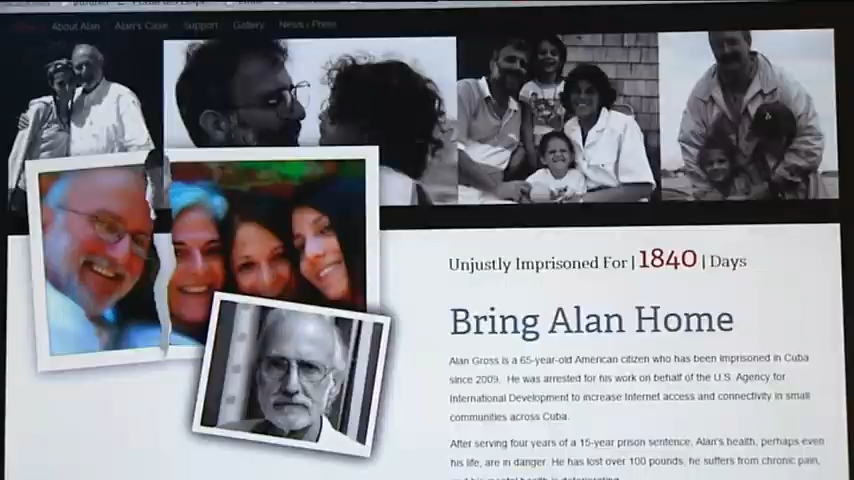 About Alan Alan's Case Support Gallery News / Press
Unjustly Imprisoned For | 1840 | Days
Bring Alan Home
Alan Gross is a 65-year-old American citizen who has been imprisoned in Cuba
since 2009. He was arrested for his work on behalf of the U.S. Agency for
International Development to increase Internet access and connectivity in small
communities across Cuba.
After serving four years of a 15-year prison sentence, Alan's health, perhaps even
his life, are in danger. He has lost over 100 pounds, he suffers from chronic pain,